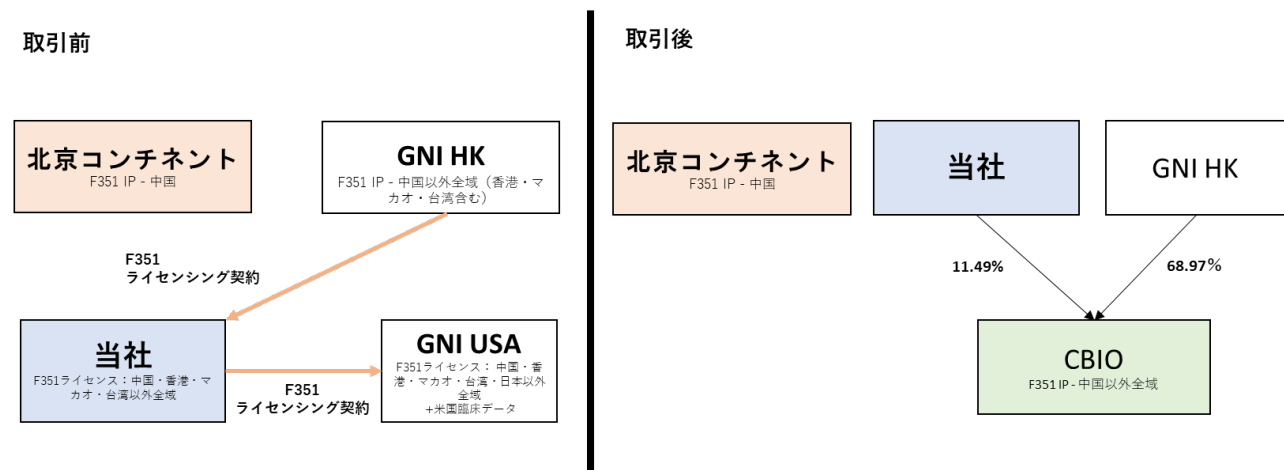 取引前
北京コンチネント
F351 IP - 中国
GNI HK
F351 IP - 中国以外全域（香港・マ
カオ・台湾含む）
F351
ライセンシング契約
当社
F351ライセンス：中国・香港・マ
カオ・台湾以外全域
F351
ライセンシング契約
GNI USA
F351ライセンス： 中国・香
港・マカオ・台湾・日本以外
全域
+米国臨床データ
取引後
北京コンチネント
F351 IP - 中国
当社
GNI HK
11.49%
68.97%
CBIO
F351 IP - 中国以外全域